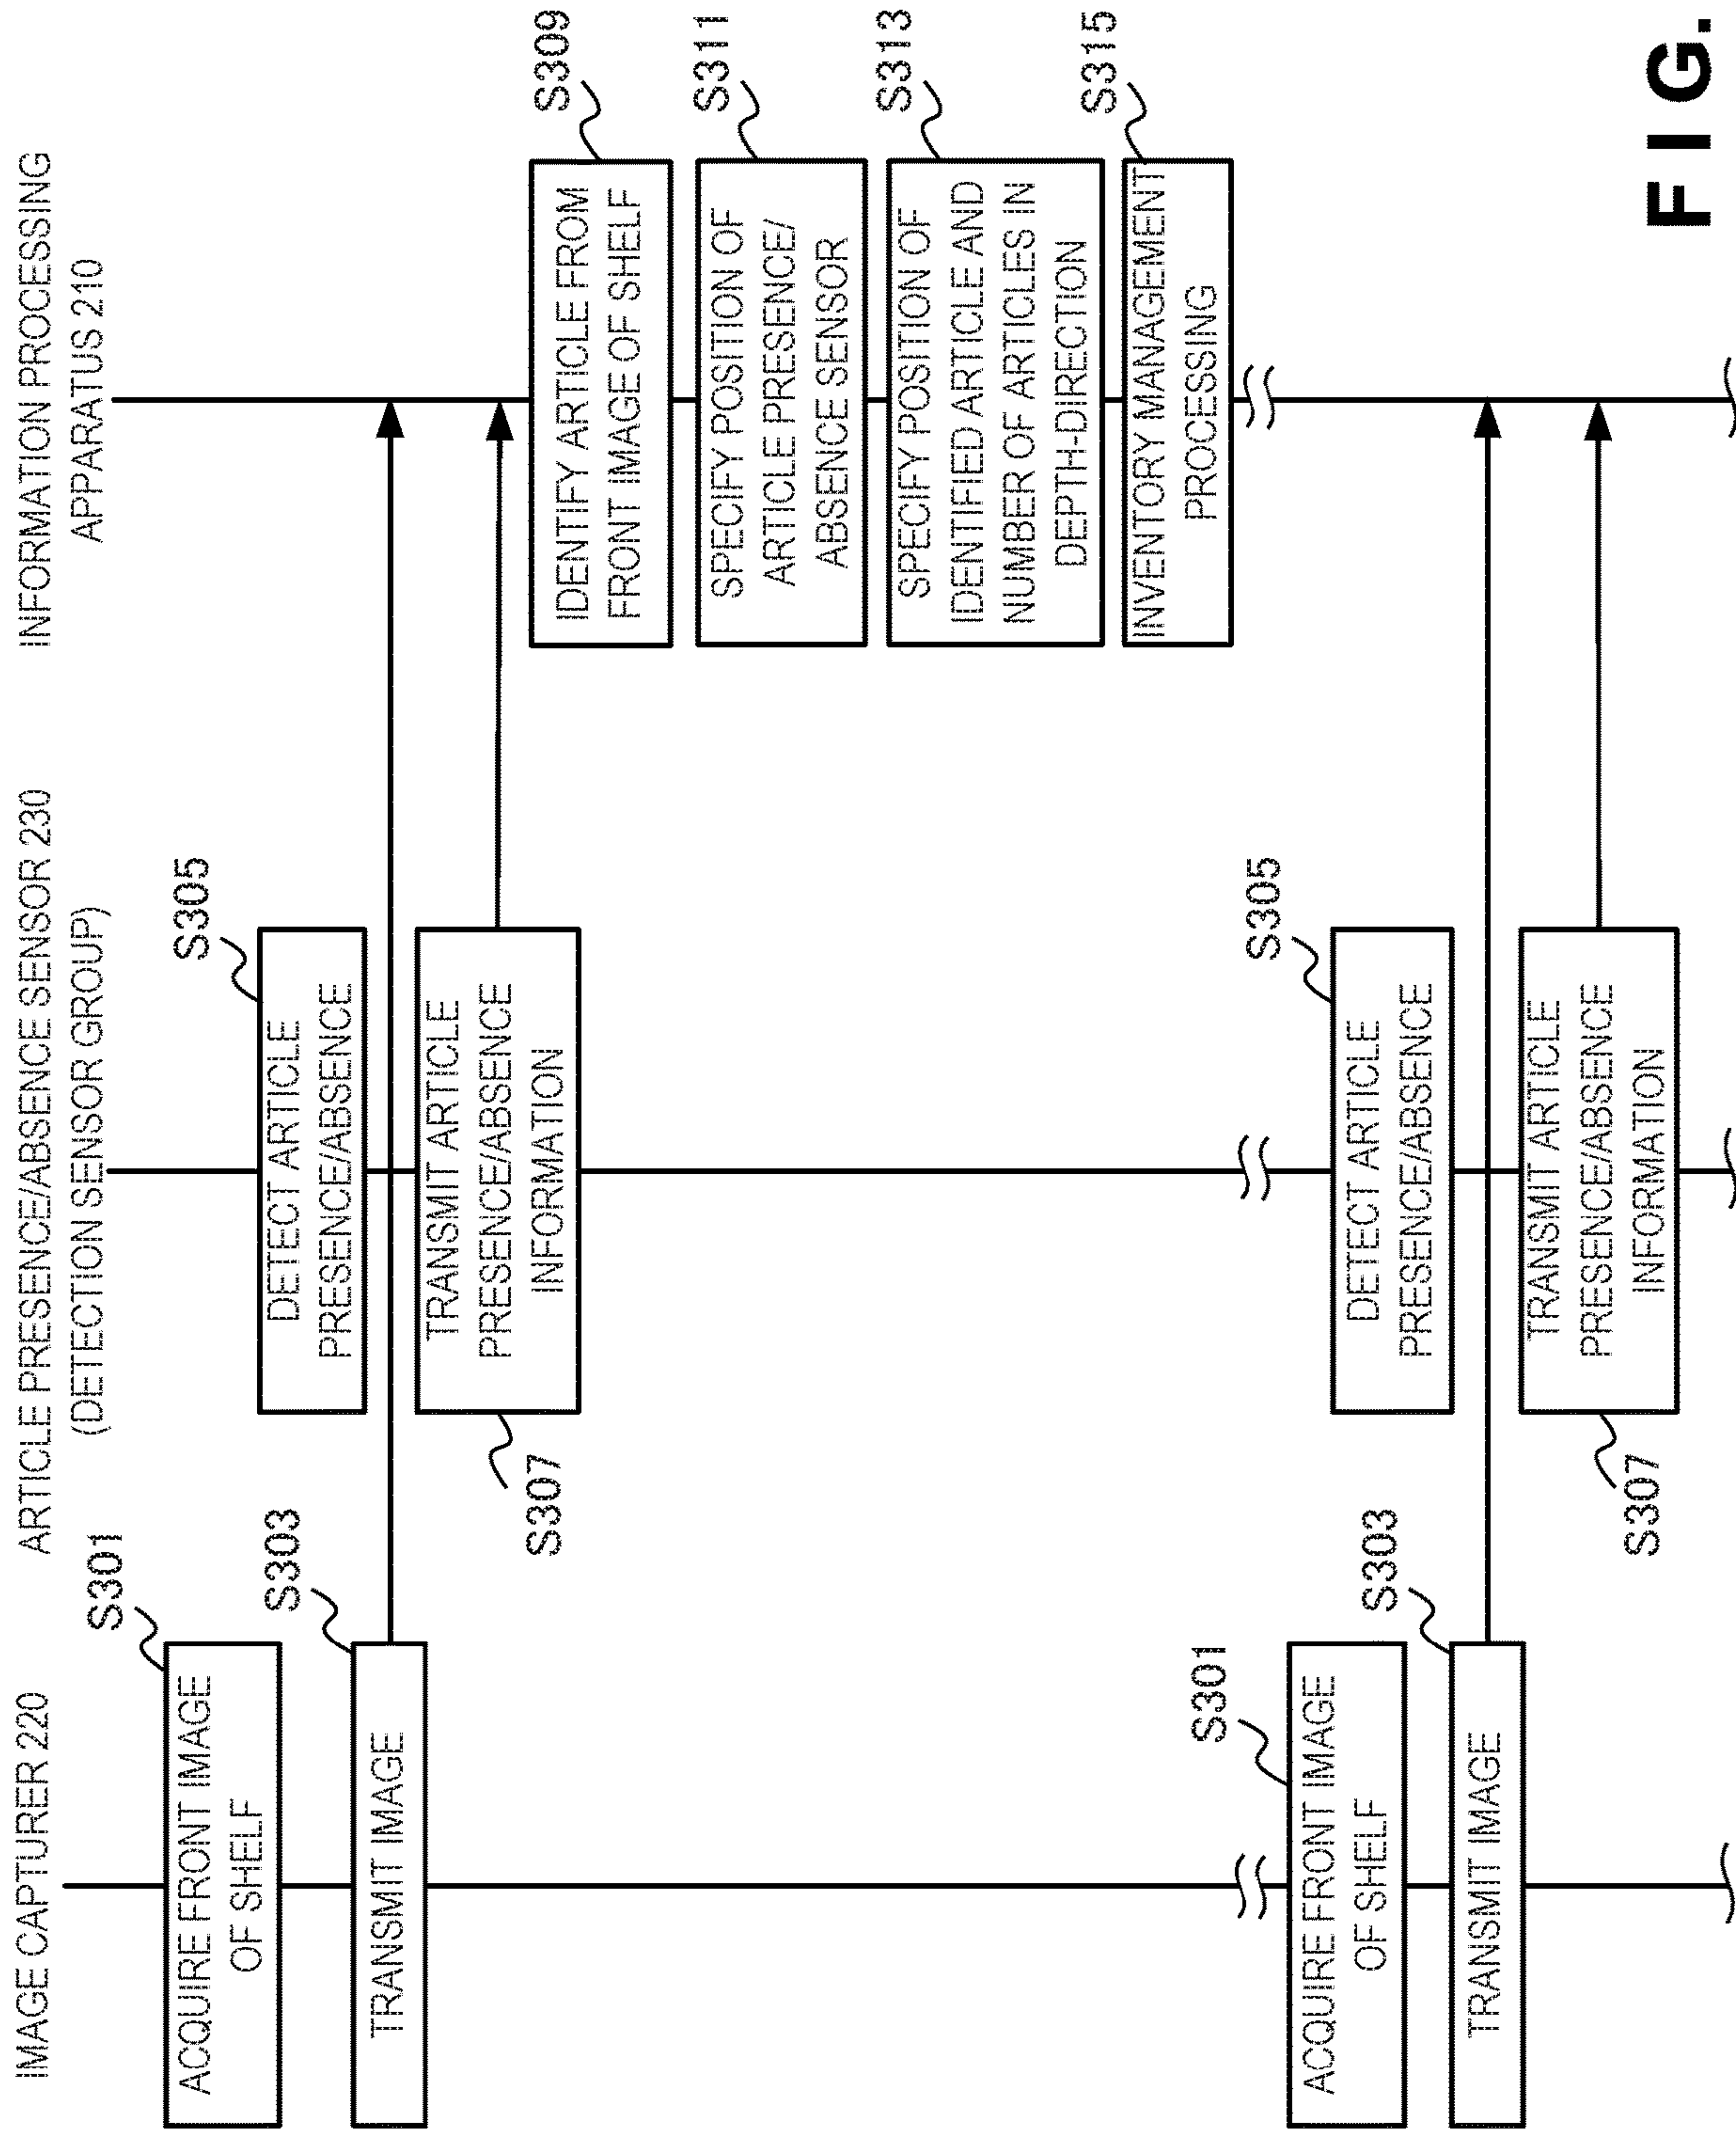 IMAGE CAPTURER 220
ARTICLE PRESENCE/ABSENCE SENSOR 230
(DETECTION SENSOR GROUP)
INFORMATION PROCESSING
APPARATUS 210
S301
ACQUIRE FRONT IMAGE
OF SHELF
S305
DETECT ARTICLE
PRESENCE/ABSENCE
S303
TRANSMIT IMAGE
TRANSMIT ARTICLE
PRESENCE/ABSENCE
INFORMATION
S307
S309
IDENTIFY ARTICLE FROM
FRONT IMAGE OF SHELF
S311
SPECIFY POSITION OF
ARTICLE PRESENCE/
ABSENCE SENSOR
S313
SPECIFY POSITION OF
IDENTIFIED ARTICLE AND
NUMBER OF ARTICLES IN
DEPTH-DIRECTION
S315
INVENTORY MANAGEMENT
PROCESSING
S301
ACQUIRE FRONT IMAGE
OF SHELF
S305
DETECT ARTICLE
PRESENCE/ABSENCE
S303
TRANSMIT IMAGE
TRANSMIT ARTICLE
PRESENCE/ABSENCE
INFORMATION
S307
FIG.